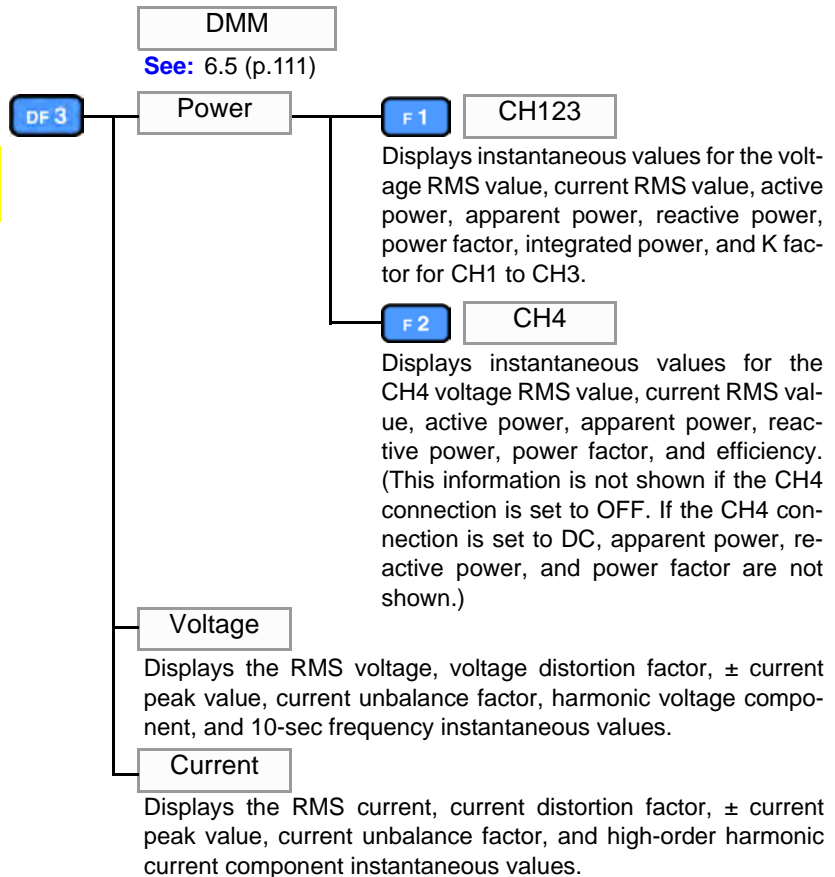 DMM
See: 6.5 (p.111)
DF 3
Power
F 1
CH123
Displays instantaneous values for the volt-
age RMS value, current RMS value, active
power, apparent power, reactive power,
power factor, integrated power, and K fac-
tor for CH1 to CH3.
F 2
CH4
Displays instantaneous values for the
CH4 voltage RMS value, current RMS val-
ue, active power, apparent power, reac-
tive power, power factor, and efficiency.
(This information is not shown if the CH4
connection is set to OFF. If the CH4 con-
nection is set to DC, apparent power, re-
active power, and power factor are not
shown.)
Voltage
Displays the RMS voltage, voltage distortion factor, ± current
peak value, current unbalance factor, harmonic voltage compo-
nent, and 10-sec frequency instantaneous values.
Current
Displays the RMS current, current distortion factor, ± current
peak value, current unbalance factor, and high-order harmonic
current component instantaneous values.